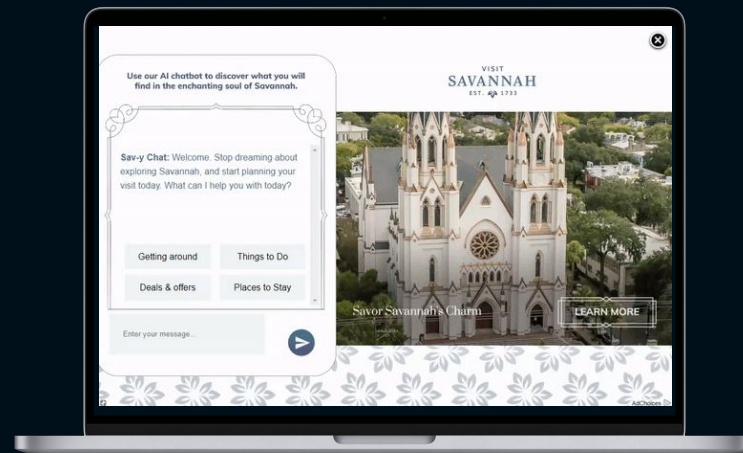 Use our AI chatbot to discover what you will
find in the enchanting soul of Savannah.
Sav-y Chat: Welcome. Stop dreaming about
exploring Savannah, and start planning your
visit today. What can I help you with today?
Getting around
Things to Do
Deals & offers
Places to Stay
Enter your message...
VISIT
SAVANNAH
EST. 1733
Savor Savannah's Charm
LEARN MORE
AdChoices